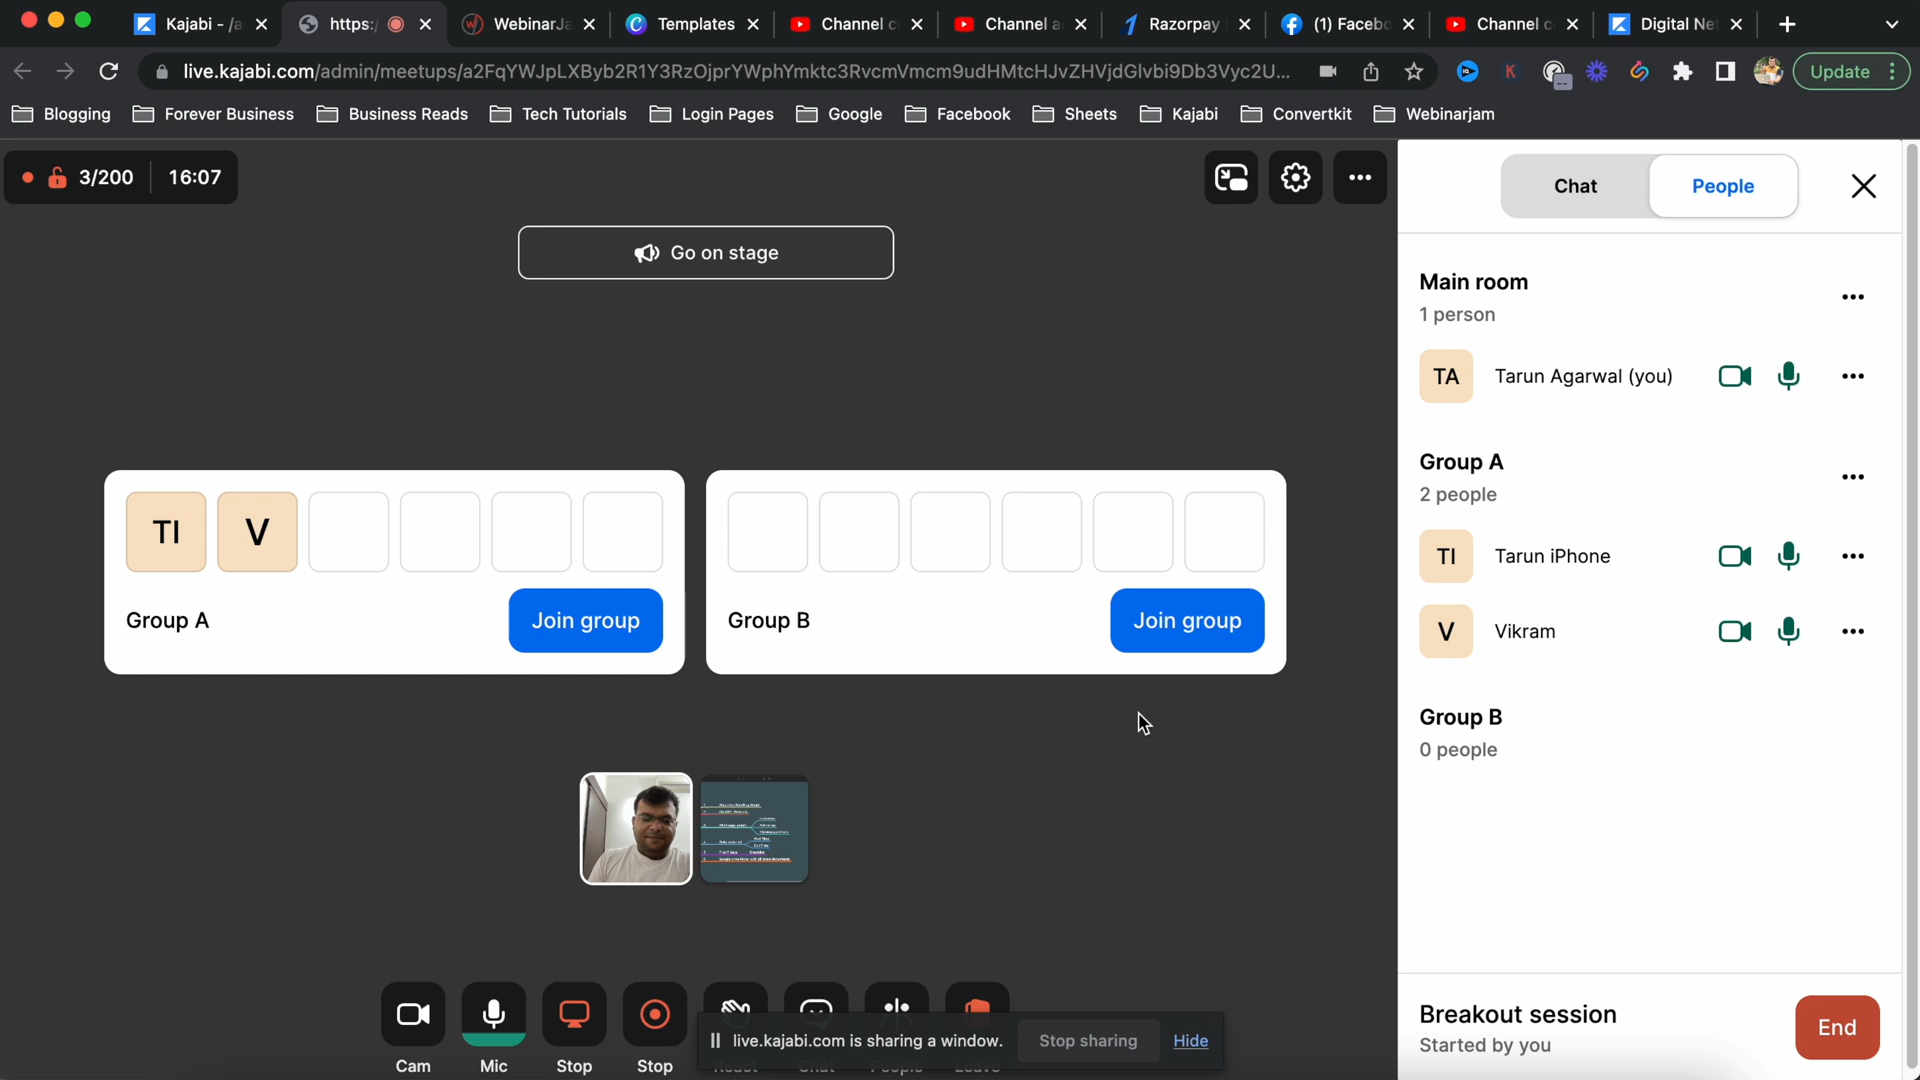 Kajabi - /a
https:
WebinarJa
Templates
Channel c
Channel a
Razorpay
(1) Facebo
Channel c
Digital Ne
live.kajabi.com/admin/meetups/a2FqYWJpLXByb2R1Y3RzOjprYWphYmktc3RvcmVmcm9udHMtcHJvZHVjdGlvbi9Db3Vyc2U...
Update
Blogging
Forever Business
Business Reads
Tech Tutorials
Login Pages
Google
Facebook
Sheets
Kajabi
Convertkit
Webinarjam
3/200
16:07
Go on stage
Chat
People
Main room
1 person
TA
Tarun Agarwal (you)
Group A
2 people
TI
Tarun iPhone
V
Vikram
Group B
0 people
TI
V
Group A
Join group
Group B
Join group
Cam
Mic
Stop
Stop
React
Chat
People
Leave
live.kajabi.com is sharing a window.
Stop sharing
Hide
Breakout session
Started by you
End